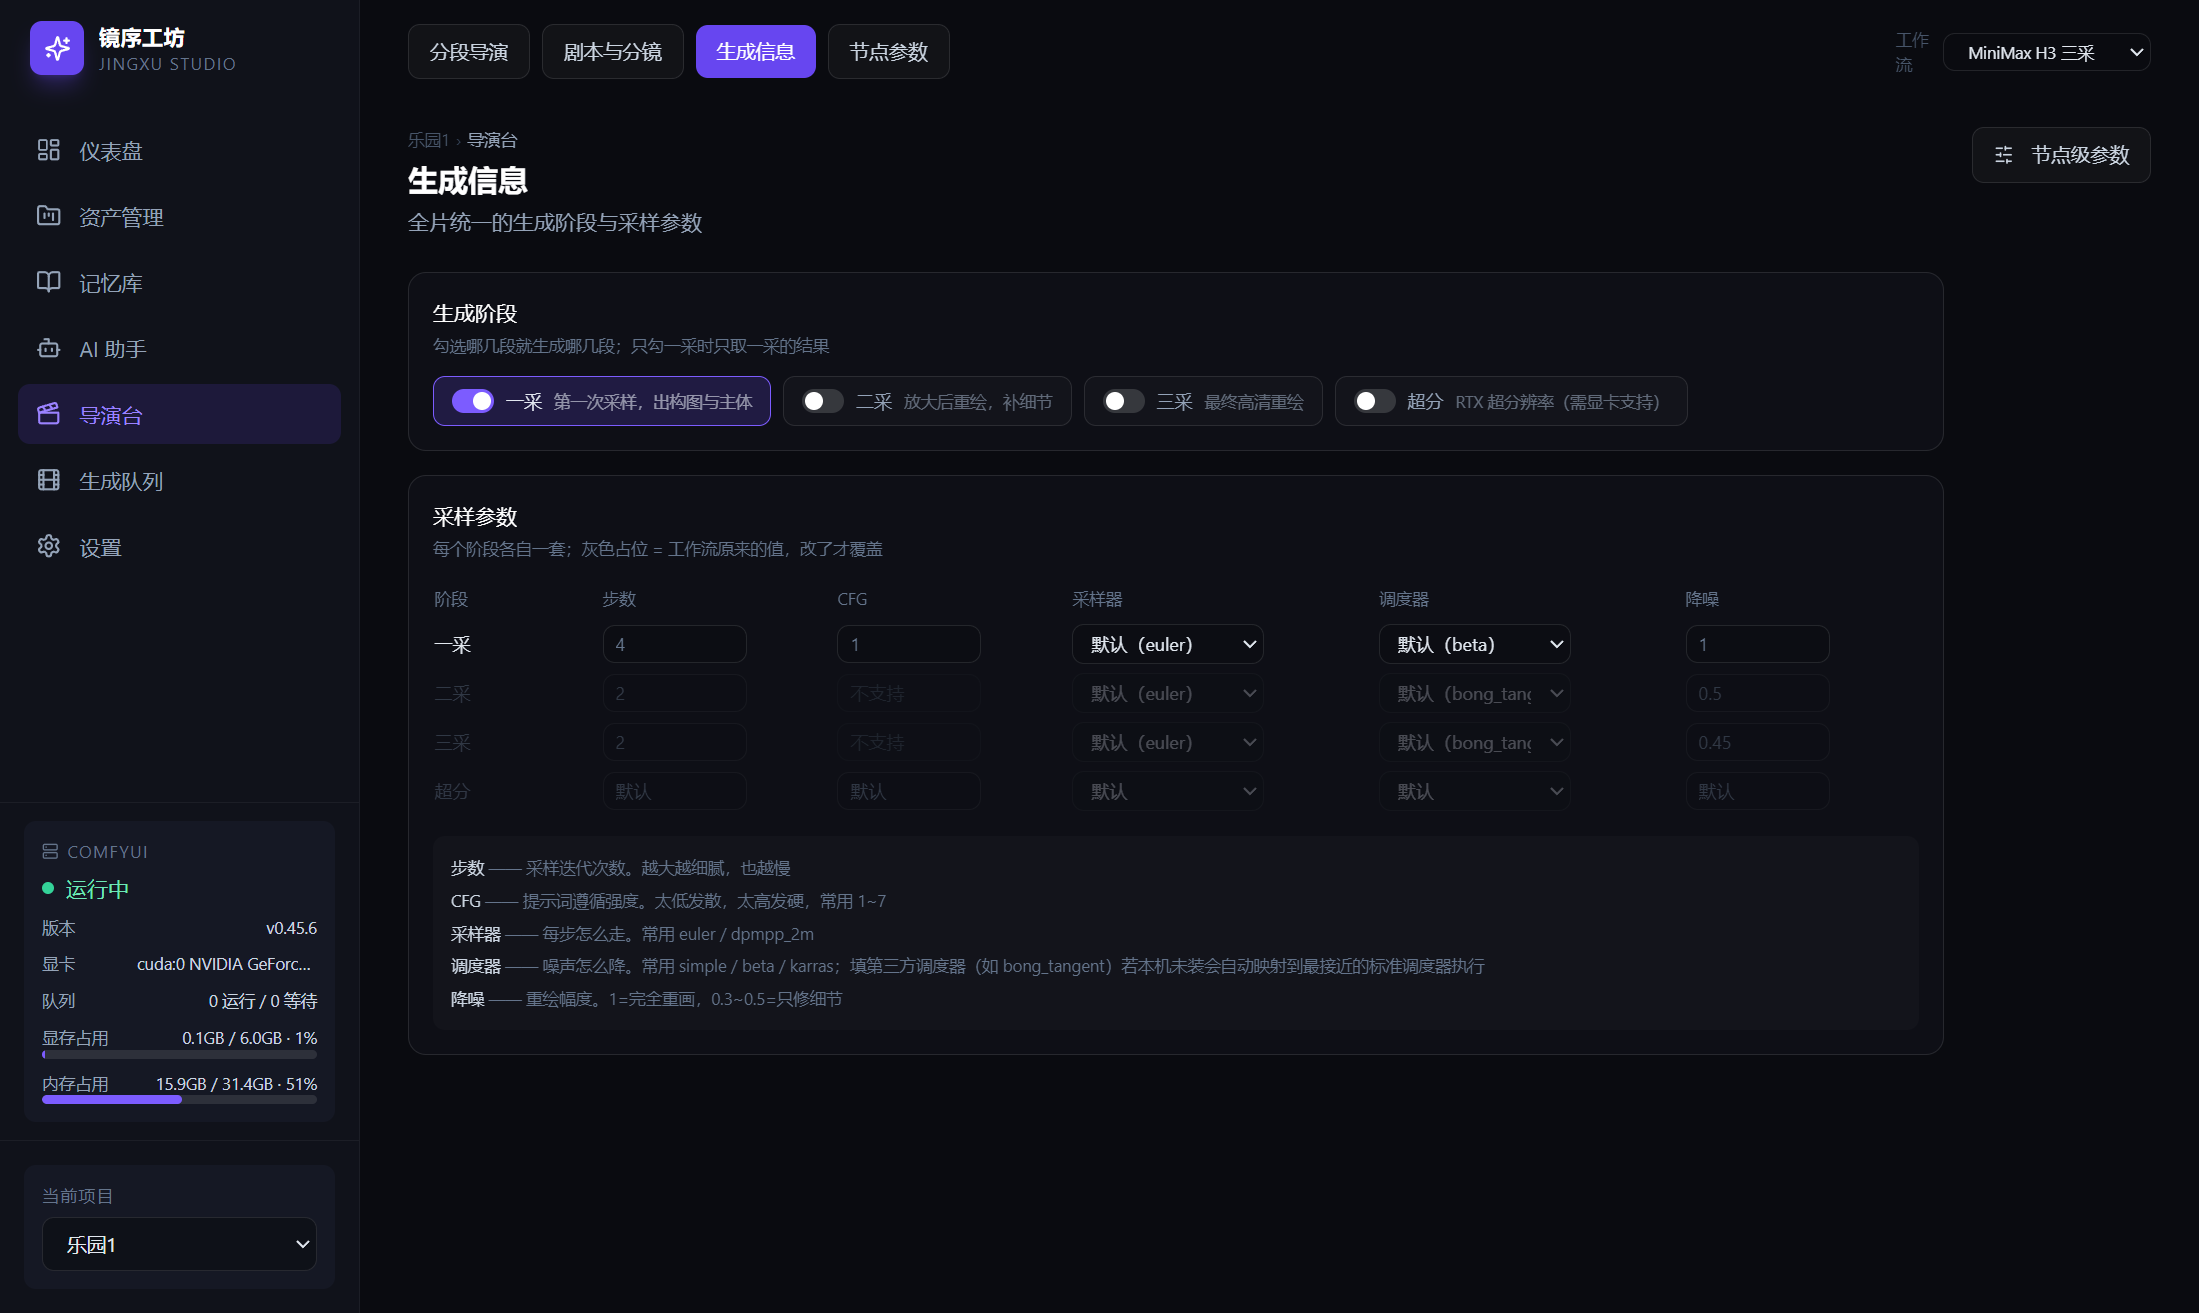 镜序工坊
JINGXU STUDIO
仪表盘
资产管理
记忆库
AI 助手
导演台
生成队列
设置
COMFYUI
运行中
版本 v0.45.6
显卡 cuda:0 NVIDIA GeForc...
队列 0 运行 / 0 等待
显存占用 0.1GB / 6.0GB · 1%
内存占用 15.9GB / 31.4GB · 51%
当前项目
乐园1
分段导演 剧本与分镜 生成信息 节点参数
工作流 MiniMax H3 三采
乐园1 › 导演台
生成信息
全片统一的生成阶段与采样参数
节点级参数
生成阶段
勾选哪几段就生成哪几段；只勾一采时只取一采的结果
一采 第一次采样，出构图与主体 二采 放大后重绘，补细节 三采 最终高清重绘 超分 RTX 超分辨率（需显卡支持）
采样参数
每个阶段各自一套；灰色占位 = 工作流原来的值，改了才覆盖
阶段 步数 CFG 采样器 调度器 降噪
一采 4 1 默认（euler） 默认（beta） 1
二采 2 不支持 默认（euler） 默认（bong_tang 0.5
三采 2 不支持 默认（euler） 默认（bong_tang 0.45
超分 默认 默认 默认 默认 默认
步数 —— 采样迭代次数。越大越细腻，也越慢
CFG —— 提示词遵循强度。太低发散，太高发硬，常用 1~7
采样器 —— 每步怎么走。常用 euler / dpmpp_2m
调度器 —— 噪声怎么降。常用 simple / beta / karras；填第三方调度器（如 bong_tangent）若本机未装会自动映射到最接近的标准调度器执行
降噪 —— 重绘幅度。1=完全重画，0.3~0.5=只修细节